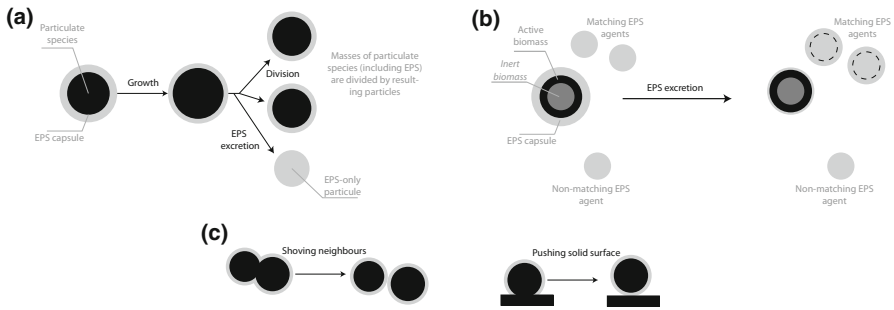 (a)
Particulate
species
EPS capsule
Growth
Division
EPS
excretion
EPS-only
particule
Masses of particulate
species (including EPS)
are divided by result-
ing particles
(b)
Active
biomass
Inert
biomass
EPS capsule
Matching EPS
agents
Non-matching EPS
agent
EPS excretion
Matching EPS
agents
Non-matching EPS
agent
(c)
Shoving neighbours
Pushing solid surface